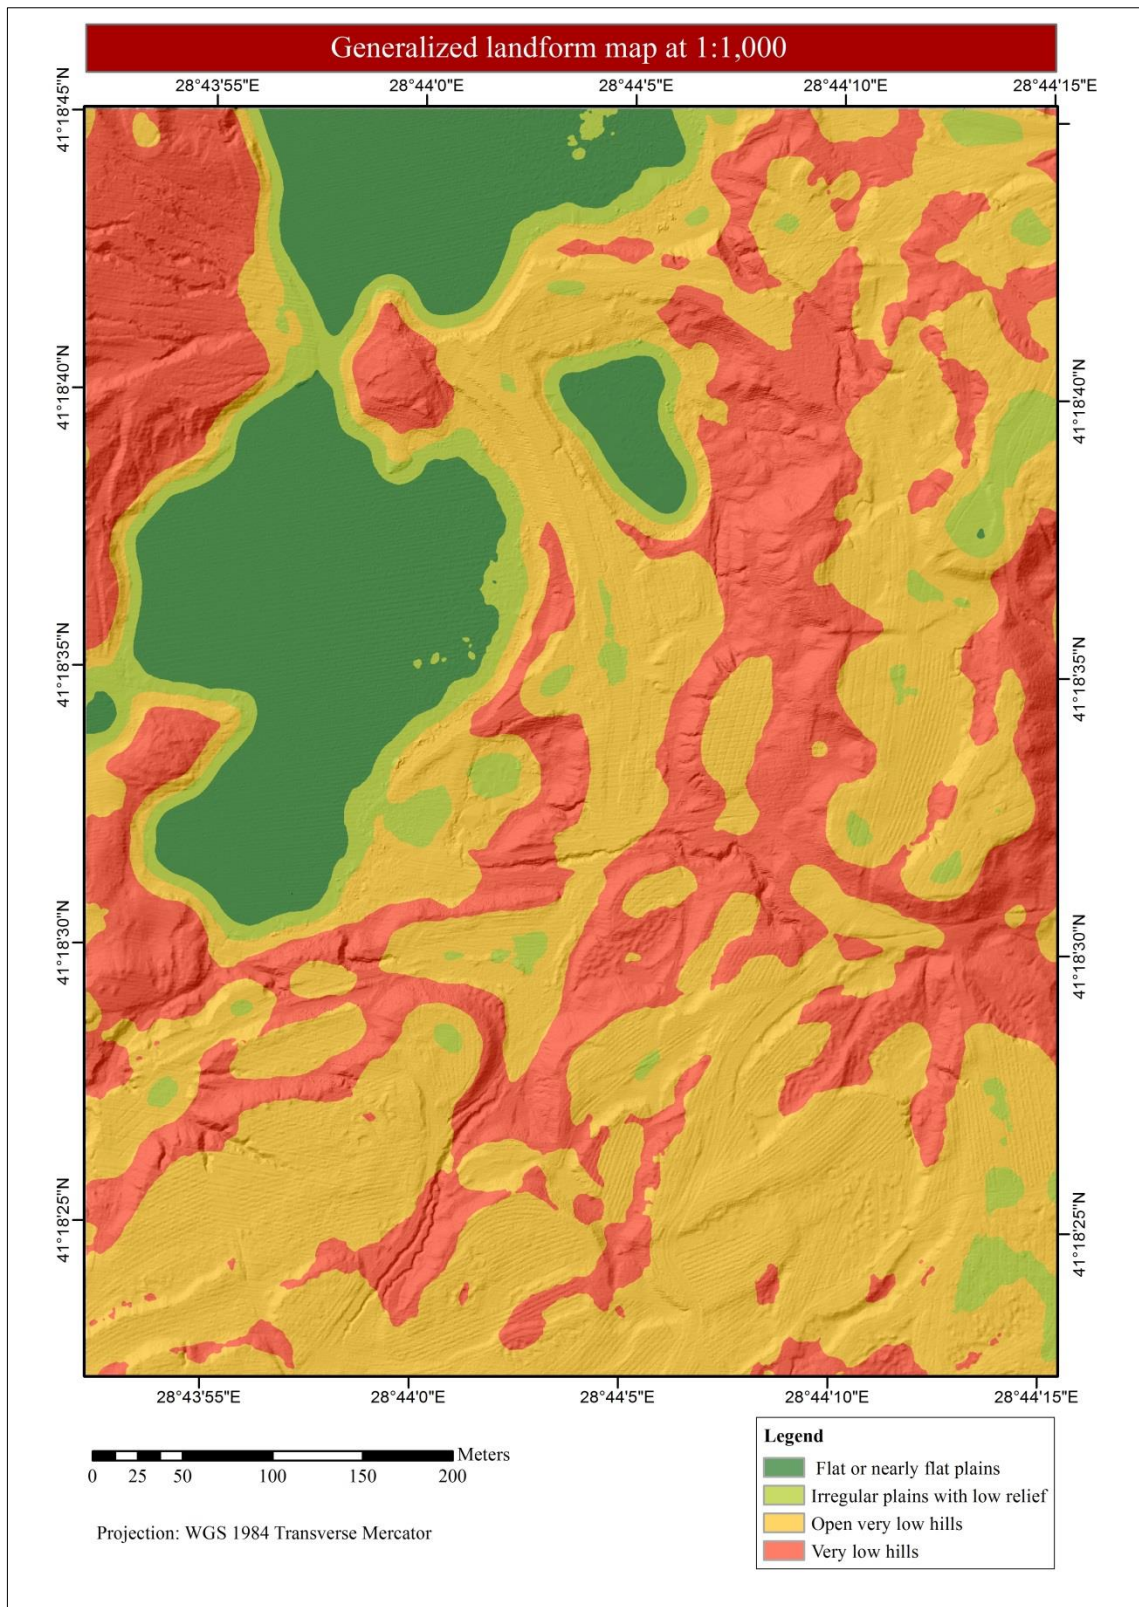 Generalized landform map at 1:1,000
28°43'55"E 28°44'0"E 28°44'5"E 28°44'10"E 28°44'15"E
41°18'45"N
41°18'40"N 41°18'40"N
41°18'35"N 41°18'35"N
41°18'30"N 41°18'30"N
41°18'25"N 41°18'25"N
28°43'55"E 28°44'0"E 28°44'5"E 28°44'10"E 28°44'15"E
Meters
0 25 50 100 150 200
Projection: WGS 1984 Transverse Mercator
Legend
Flat or nearly flat plains
Irregular plains with low relief
Open very low hills
Very low hills